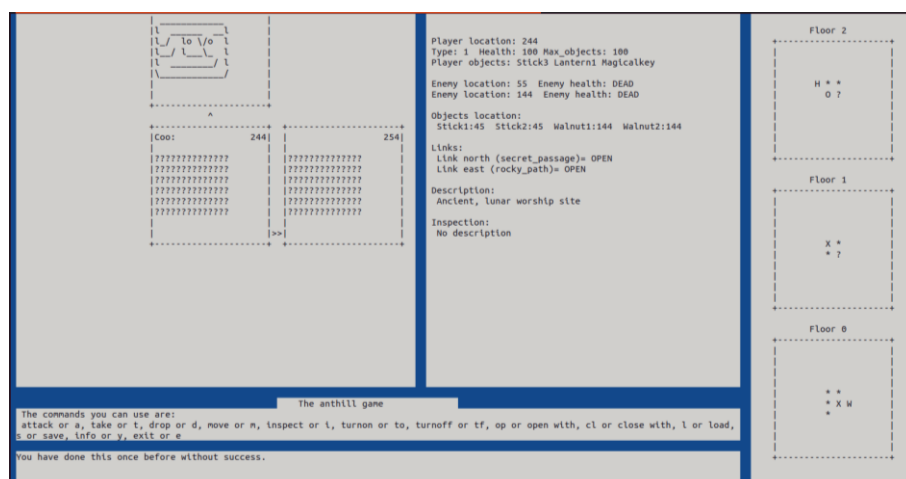 |Coo: 244| | 254|
|?????????????? |??????????????
|?????????????? |??????????????
|?????????????? |??????????????
|?????????????? |??????????????
|?????????????? |??????????????
|>>|
Player location: 244
Type: 1 Health: 100 Max_objects: 100
Player objects: Stick3 Lantern1 Magicalkey
Enemy location: 55 Enemy health: DEAD
Enemy location: 144 Enemy health: DEAD
Objects location:
Stick1:45 Stick2:45 Walnut1:144 Walnut2:144
Links:
Link north (secret_passage)= OPEN
Link east (rocky_path)= OPEN
Description:
Ancient, lunar worship site
Inspection:
No description
Floor 2
H * *
O ?
Floor 1
X *
* ?
Floor 0
* *
* X W
*
The anthill game
The commands you can use are:
attack or a, take or t, drop or d, move or m, inspect or i, turnon or to, turnoff or tf, op or open with, cl or close with, l or load,
s or save, info or y, exit or e
You have done this once before without success.